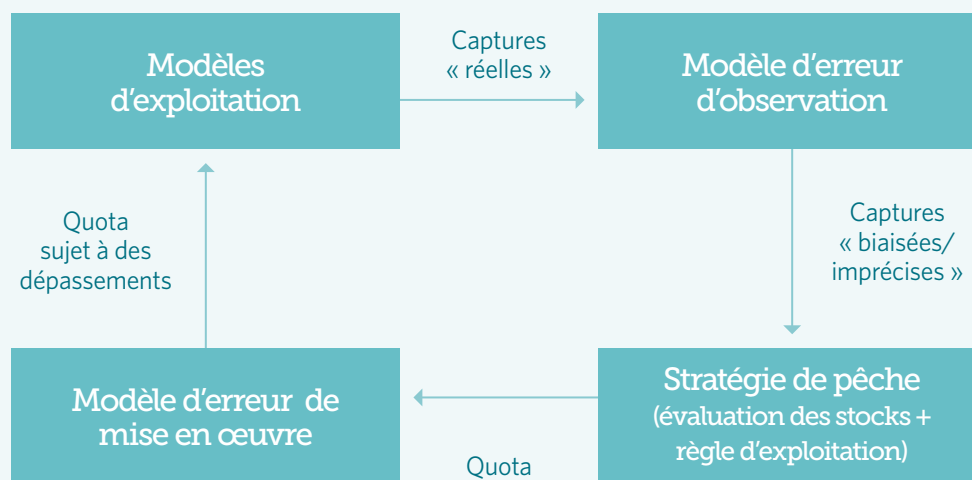 Modèles
d'exploitation
Captures
« réelles »
Modèle d'erreur
d'observation
Captures
« biaisées/
imprécises »
Stratégie de pêche
(évaluation des stocks +
règle d'exploitation)
Quota
Modèle d'erreur de
mise en œuvre
Quota
sujet à des
dépassements